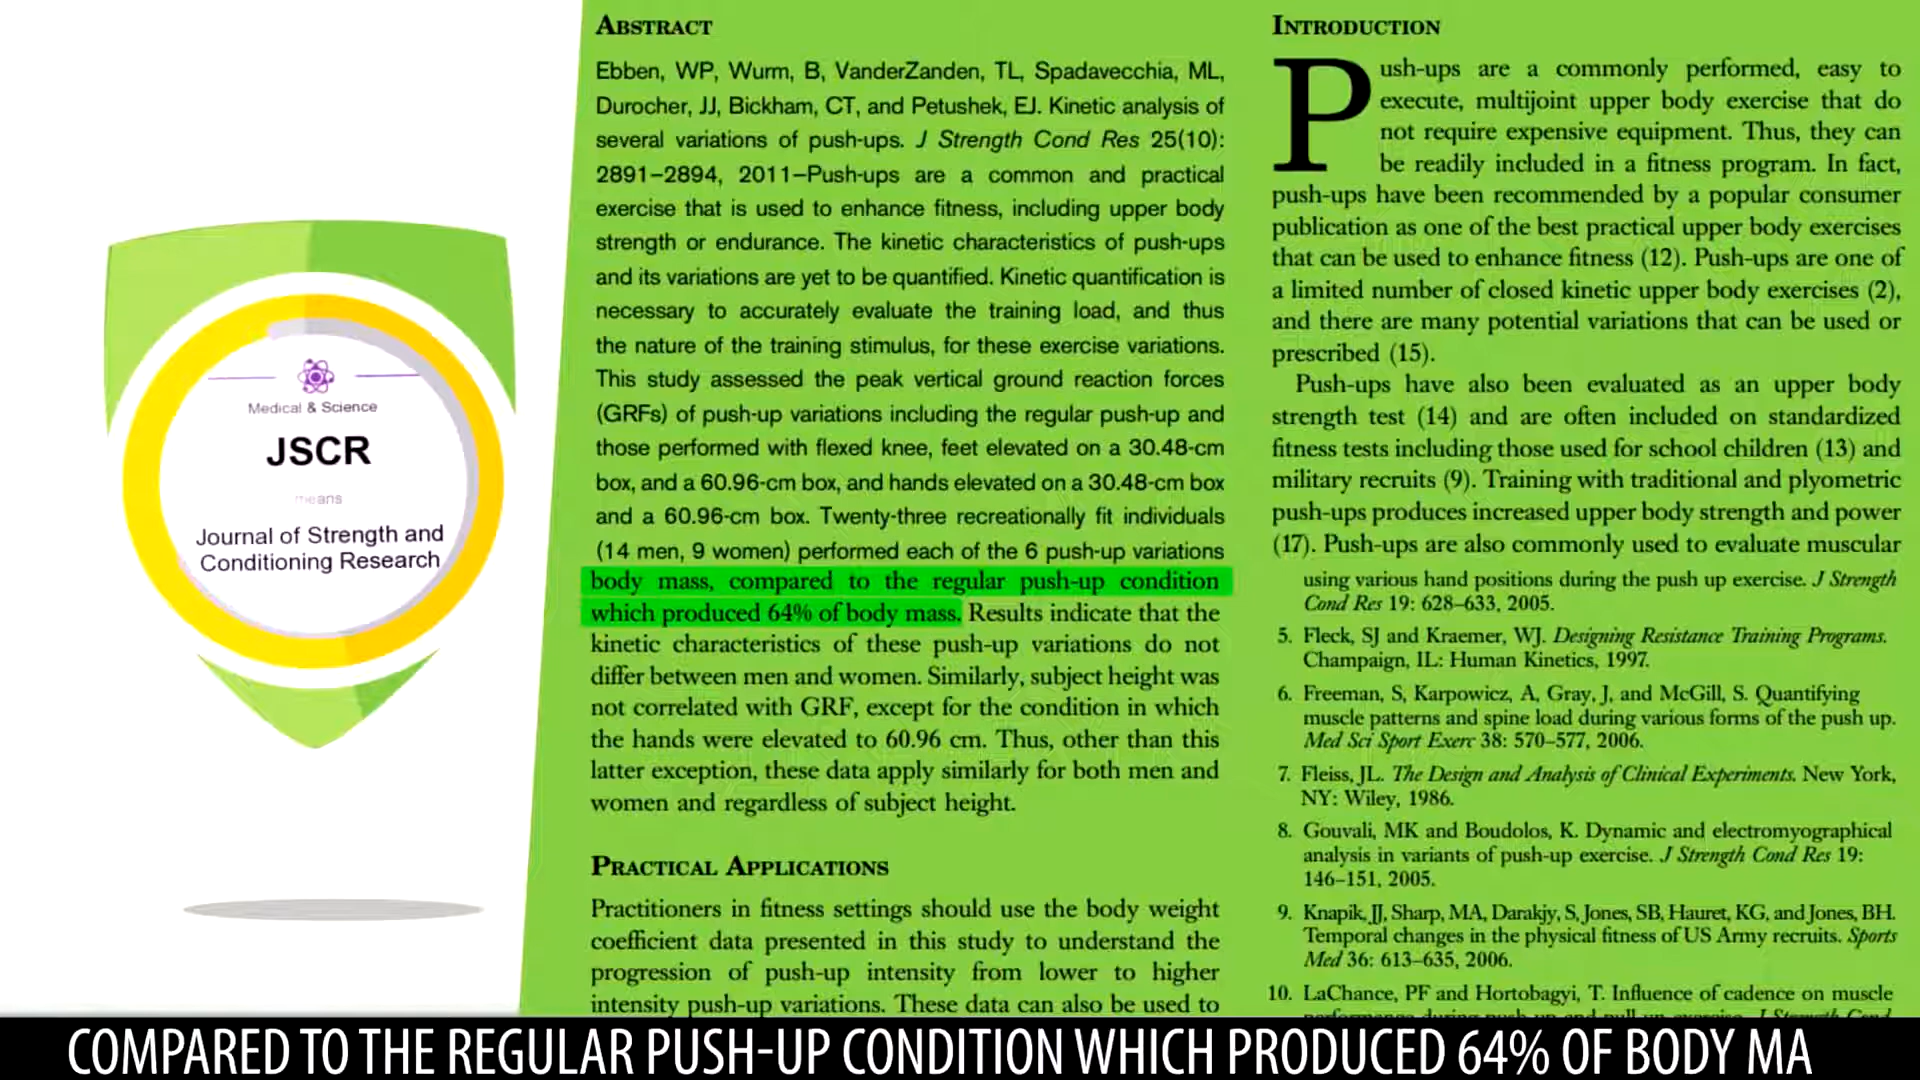 Medical & Science
JSCR
means
Journal of Strength and
Conditioning Research
ABSTRACT
Ebben, WP, Wurm, B, VanderZanden, TL, Spadavecchia, ML,
Durocher, JJ, Bickham, CT, and Petushek, EJ. Kinetic analysis of
several variations of push-ups. J Strength Cond Res 25(10):
2891–2894, 2011—Push-ups are a common and practical
exercise that is used to enhance fitness, including upper body
strength or endurance. The kinetic characteristics of push-ups
and its variations are yet to be quantified. Kinetic quantification is
necessary to accurately evaluate the training load, and thus
the nature of the training stimulus, for these exercise variations.
This study assessed the peak vertical ground reaction forces
(GRFs) of push-up variations including the regular push-up and
those performed with flexed knee, feet elevated on a 30.48-cm
box, and a 60.96-cm box, and hands elevated on a 30.48-cm box
and a 60.96-cm box. Twenty-three recreationally fit individuals
(14 men, 9 women) performed each of the 6 push-up variations
body mass, compared to the regular push-up condition
which produced 64% of body mass. Results indicate that the
kinetic characteristics of these push-up variations do not
differ between men and women. Similarly, subject height was
not correlated with GRF, except for the condition in which
the hands were elevated to 60.96 cm. Thus, other than this
latter exception, these data apply similarly for both men and
women and regardless of subject height.
PRACTICAL APPLICATIONS
Practitioners in fitness settings should use the body weight
coefficient data presented in this study to understand the
progression of push-up intensity from lower to higher
intensity push-up variations. These data can also be used to
INTRODUCTION
Push-ups are a commonly performed, easy to
execute, multijoint upper body exercise that do
not require expensive equipment. Thus, they can
be readily included in a fitness program. In fact,
push-ups have been recommended by a popular consumer
publication as one of the best practical upper body exercises
that can be used to enhance fitness (12). Push-ups are one of
a limited number of closed kinetic upper body exercises (2),
and there are many potential variations that can be used or
prescribed (15).
Push-ups have also been evaluated as an upper body
strength test (14) and are often included on standardized
fitness tests including those used for school children (13) and
military recruits (9). Training with traditional and plyometric
push-ups produces increased upper body strength and power
(17). Push-ups are also commonly used to evaluate muscular
using various hand positions during the push up exercise. J Strength
Cond Res 19: 628–633, 2005.
5. Fleck, SJ and Kraemer, WJ. Designing Resistance Training Programs.
Champaign, IL: Human Kinetics, 1997.
6. Freeman, S, Karpowicz, A, Gray, J, and McGill, S. Quantifying
muscle patterns and spine load during various forms of the push up.
Med Sci Sport Exerc 38: 570–577, 2006.
7. Fleiss, JL. The Design and Analysis of Clinical Experiments. New York,
NY: Wiley, 1986.
8. Gouvali, MK and Boudolos, K. Dynamic and electromyographical
analysis in variants of push-up exercise. J Strength Cond Res 19:
146–151, 2005.
9. Knapik, JJ, Sharp, MA, Darakjy, S, Jones, SB, Hauret, KG, and Jones, BH.
Temporal changes in the physical fitness of US Army recruits. Sports
Med 36: 613–635, 2006.
10. LaChance, PF and Hortobagyi, T. Influence of cadence on muscle
COMPARED TO THE REGULAR PUSH-UP CONDITION WHICH PRODUCED 64% OF BODY MA